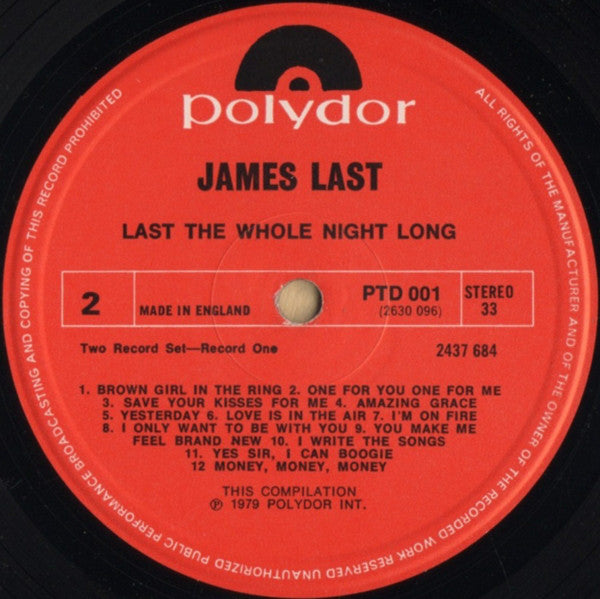 polydor
JAMES LAST
LAST THE WHOLE NIGHT LONG
2
MADE IN ENGLAND
PTD 001
(2630 096)
STEREO
33
Two Record Set—Record One
2437 684
1. BROWN GIRL IN THE RING 2. ONE FOR YOU ONE FOR ME
3. SAVE YOUR KISSES FOR ME 4. AMAZING GRACE
5. YESTERDAY 6. LOVE IS IN THE AIR 7. I'M ON FIRE
8. I ONLY WANT TO BE WITH YOU 9. YOU MAKE ME
FEEL BRAND NEW 10. I WRITE THE SONGS
11. YES SIR, I CAN BOOGIE
12 MONEY, MONEY, MONEY
THIS COMPILATION
Ⓟ 1979 POLYDOR INT.
ALL RIGHTS OF THE MANUFACTURER AND OF THE OWNER OF THE RECORDED WORK RESERVED UNAUTHORIZED PUBLIC PERFORMANCE BROADCASTING AND COPYING OF THIS RECORD PROHIBITED